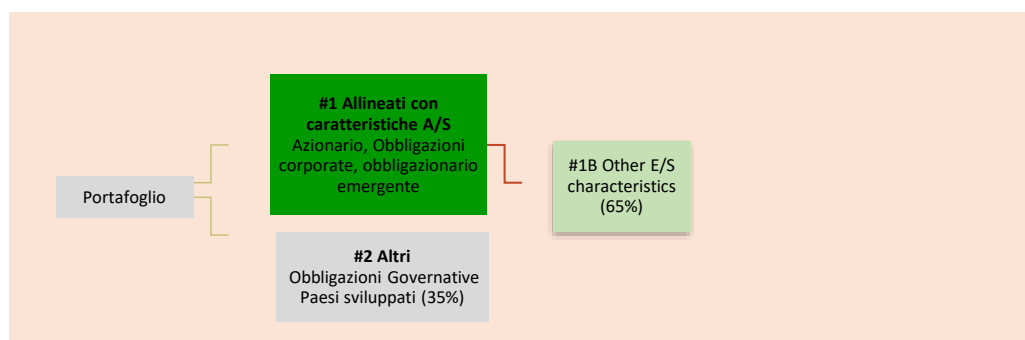 Portafoglio
#1 Allineati con
caratteristiche A/S
Azionario, Obbligazioni
corporate, obbligazionario
emergente
#2 Altri
Obbligazioni Governative
Paesi sviluppati (35%)
#1B Other E/S
characteristics
(65%)